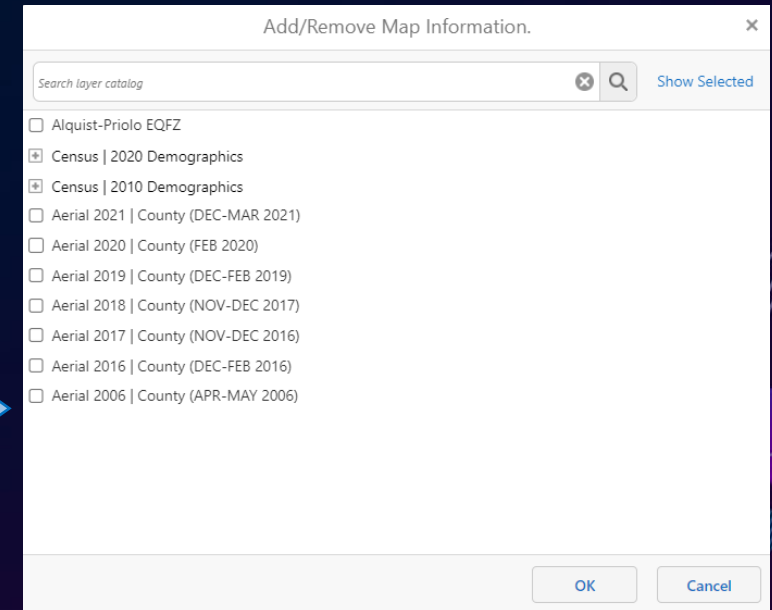 Add/Remove Map Information.
Search layer catalog
Show Selected
Alquist-Priolo EQFZ
Census | 2020 Demographics
Census | 2010 Demographics
Aerial 2021 | County (DEC-MAR 2021)
Aerial 2020 | County (FEB 2020)
Aerial 2019 | County (DEC-FEB 2019)
Aerial 2018 | County (NOV-DEC 2017)
Aerial 2017 | County (NOV-DEC 2016)
Aerial 2016 | County (DEC-FEB 2016)
Aerial 2006 | County (APR-MAY 2006)
OK
Cancel